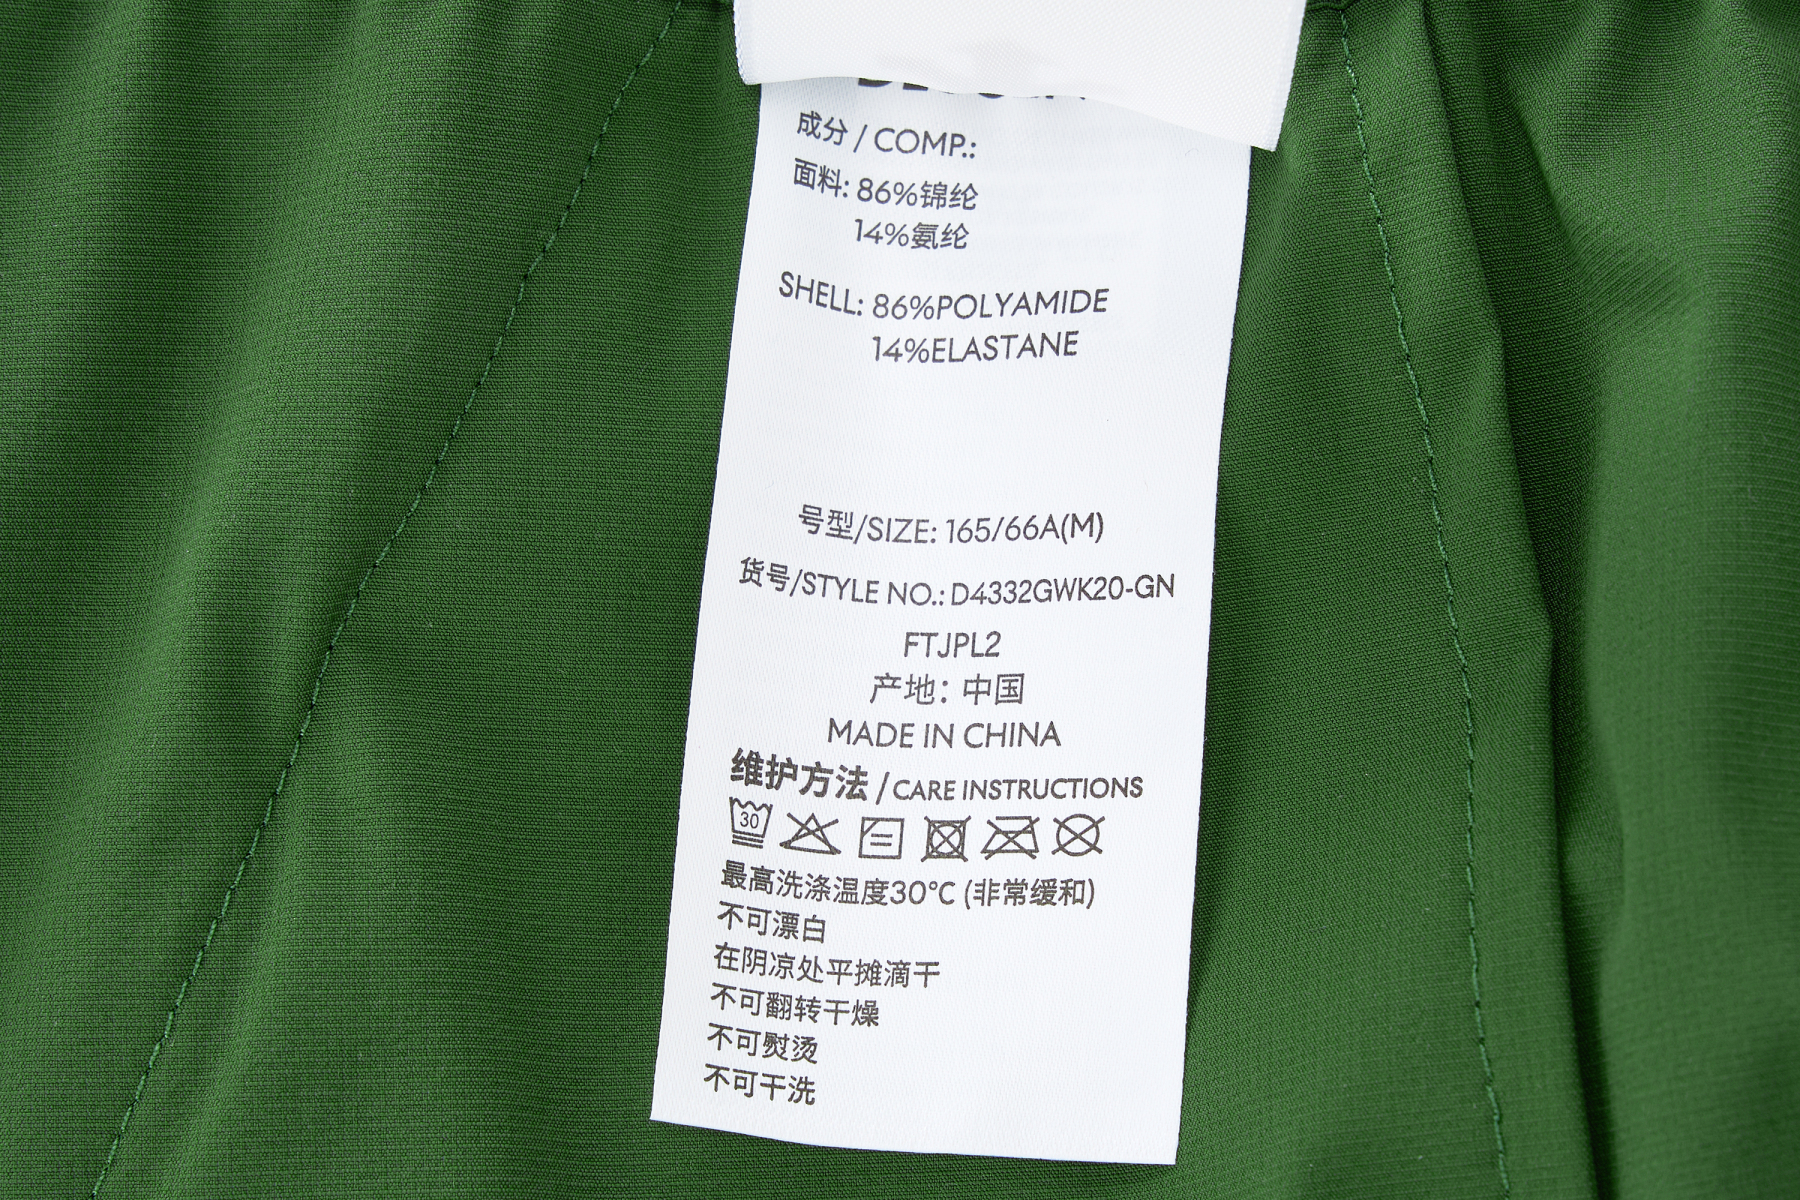 成分 / COMP.:
面料: 86%锦纶
14%氨纶
SHELL: 86%POLYAMIDE
14%ELASTANE
号型/SIZE: 165/66A(M)
货号/STYLE NO.: D4332GWK20-GN
FTJPL2
产地：中国
MADE IN CHINA
维护方法 / CARE INSTRUCTIONS
30
最高洗涤温度30°C (非常缓和)
不可漂白
在阴凉处平摊滴干
不可翻转干燥
不可熨烫
不可干洗